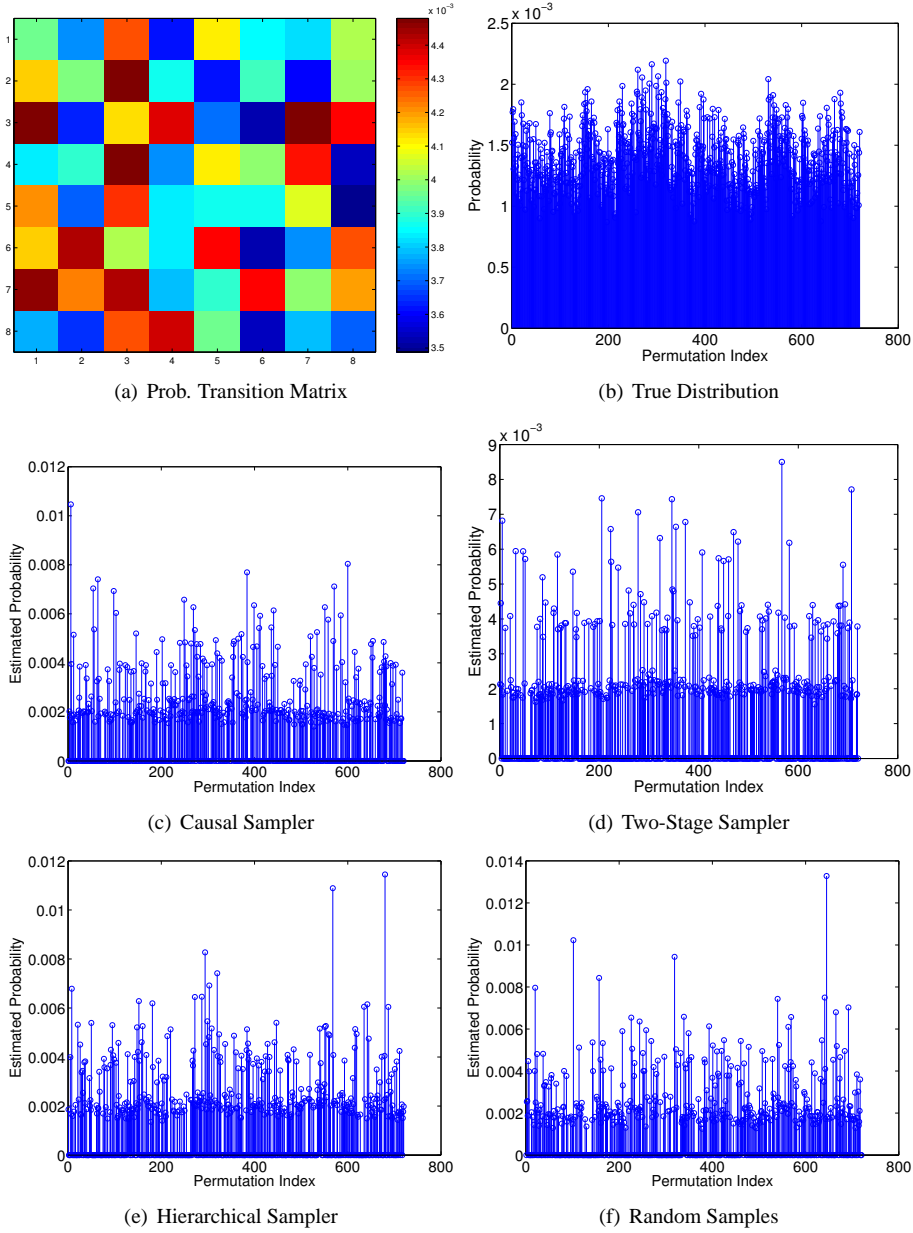 x 10⁻³
1
2
3
4
5
6
7
8
1 2 3 4 5 6 7 8
4.4
4.3
4.2
4.1
4
3.9
3.8
3.7
3.6
3.5
(a) Prob. Transition Matrix
x 10⁻³
2.5
2
1.5
1
0.5
0
Probability
0 200 400 600 800
Permutation Index
(b) True Distribution
0.012
0.01
0.008
0.006
0.004
0.002
0
Estimated Probability
0 200 400 600 800
Permutation Index
(c) Causal Sampler
x 10⁻³
9
8
7
6
5
4
3
2
1
0
Estimated Probability
0 200 400 600 800
Permutation Index
(d) Two-Stage Sampler
0.012
0.01
0.008
0.006
0.004
0.002
0
Estimated Probability
0 200 400 600 800
Permutation Index
(e) Hierarchical Sampler
0.014
0.012
0.01
0.008
0.006
0.004
0.002
0
Estimated Probability
0 200 400 600 800
Permutation Index
(f) Random Samples